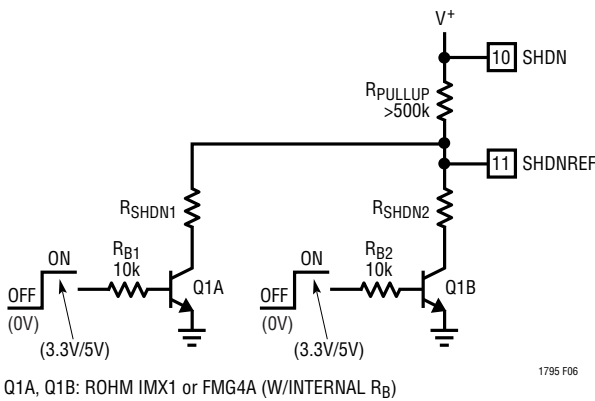 V+
10 SHDN
RPULLUP
>500k
11 SHDNREF
RSHDN1
RSHDN2
RB1
10k
ON
OFF
(0V)
Q1A
(3.3V/5V)
RB2
10k
ON
OFF
(0V)
Q1B
(3.3V/5V)
1795 F06
Q1A, Q1B: ROHM IMX1 or FMG4A (W/INTERNAL RB)